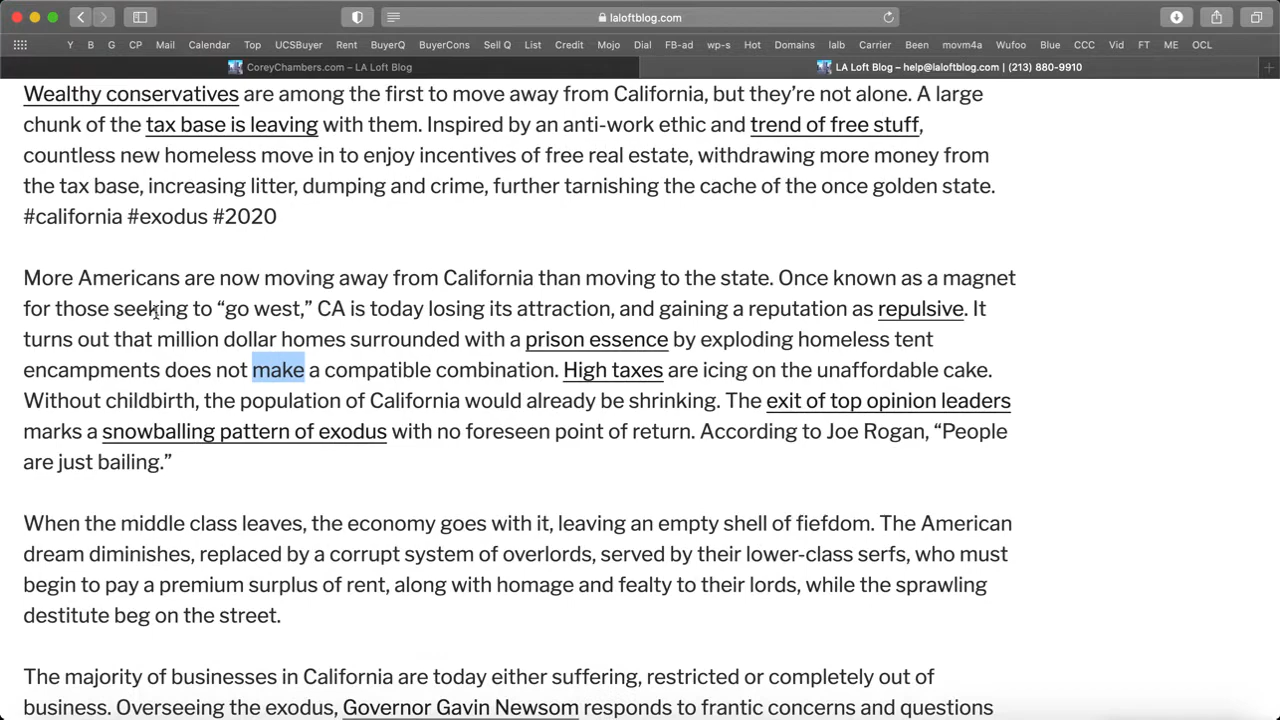 laloftblog.com
Y B G CP Mail Calendar Top UCSBuyer Rent BuyerQ BuyerCons Sell Q List Credit Mojo Dial FB-ad wp-s Hot Domains lalb Carrier Been movm4a Wufoo Blue CCC Vid FT ME OCL
CoreyChambers.com – LA Loft Blog
LA Loft Blog – help@laloftblog.com | (213) 880-9910
Wealthy conservatives are among the first to move away from California, but they’re not alone. A large
chunk of the tax base is leaving with them. Inspired by an anti-work ethic and trend of free stuff,
countless new homeless move in to enjoy incentives of free real estate, withdrawing more money from
the tax base, increasing litter, dumping and crime, further tarnishing the cache of the once golden state.
#california #exodus #2020
More Americans are now moving away from California than moving to the state. Once known as a magnet
for those seeking to “go west,” CA is today losing its attraction, and gaining a reputation as repulsive. It
turns out that million dollar homes surrounded with a prison essence by exploding homeless tent
encampments does not make a compatible combination. High taxes are icing on the unaffordable cake.
Without childbirth, the population of California would already be shrinking. The exit of top opinion leaders
marks a snowballing pattern of exodus with no foreseen point of return. According to Joe Rogan, “People
are just bailing.”
When the middle class leaves, the economy goes with it, leaving an empty shell of fiefdom. The American
dream diminishes, replaced by a corrupt system of overlords, served by their lower-class serfs, who must
begin to pay a premium surplus of rent, along with homage and fealty to their lords, while the sprawling
destitute beg on the street.
The majority of businesses in California are today either suffering, restricted or completely out of
business. Overseeing the exodus, Governor Gavin Newsom responds to frantic concerns and questions